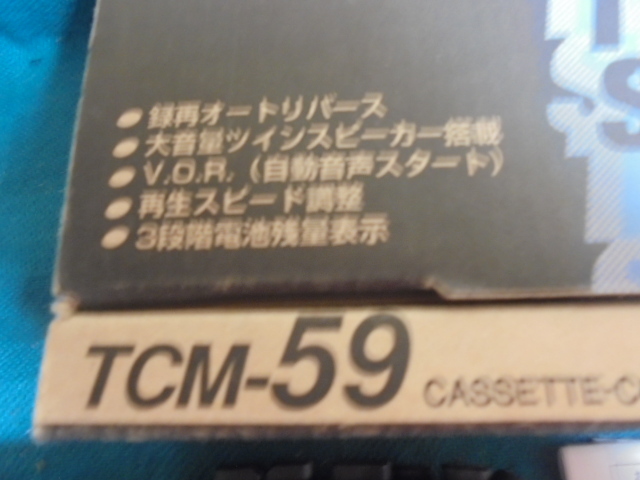 ● 録再オートリバース
● 大音量ツインスピーカー搭載
● V.O.R.（自動音声スタート）
● 再生スピード調整
● 3段階電池残量表示
TCM-59 CASSETTE-C